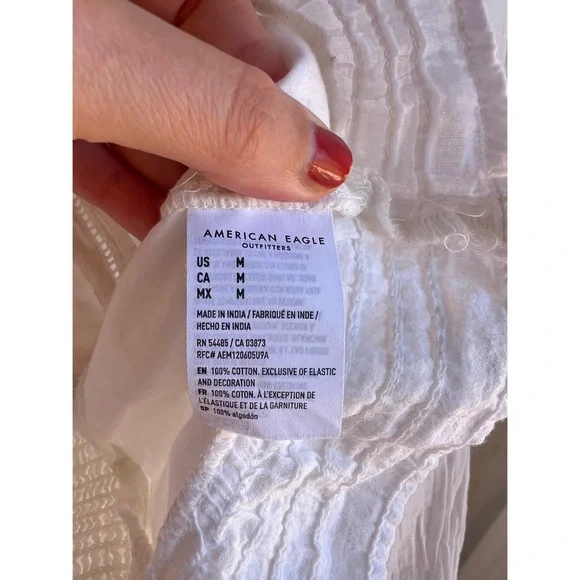 AMERICAN EAGLE
OUTFITTERS
US M
CA M
MX M
MADE IN INDIA / FABRIQUÉ EN INDE /
HECHO EN INDIA
RN 54485 / CA 03873
RFC# AEM120605U9A
EN 100% COTTON. EXCLUSIVE OF ELASTIC
AND DECORATION
FR 100% COTON. À L'EXCEPTION DE
L'ÉLASTIQUE ET DE LA GARNITURE
SP 100% algodón